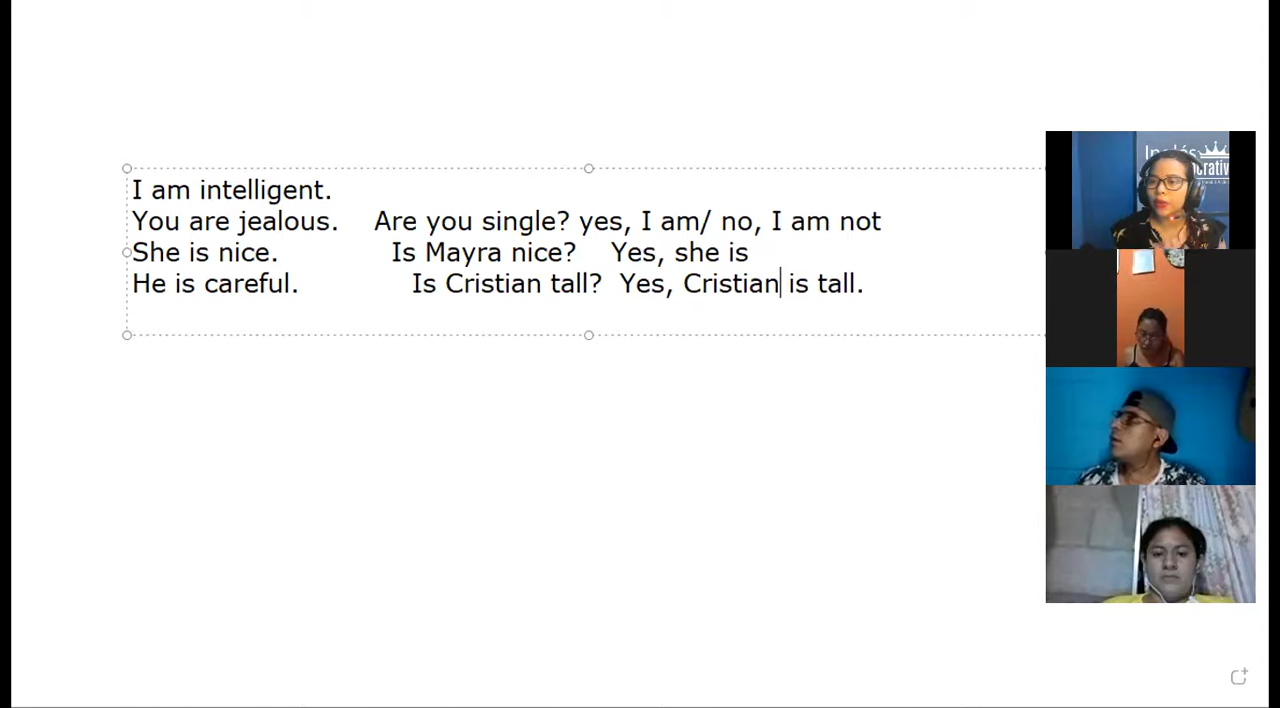 I am intelligent.
You are jealous. Are you single? yes, I am/ no, I am not
She is nice. Is Mayra nice? Yes, she is
He is careful. Is Cristian tall? Yes, Cristian is tall.
Inglés